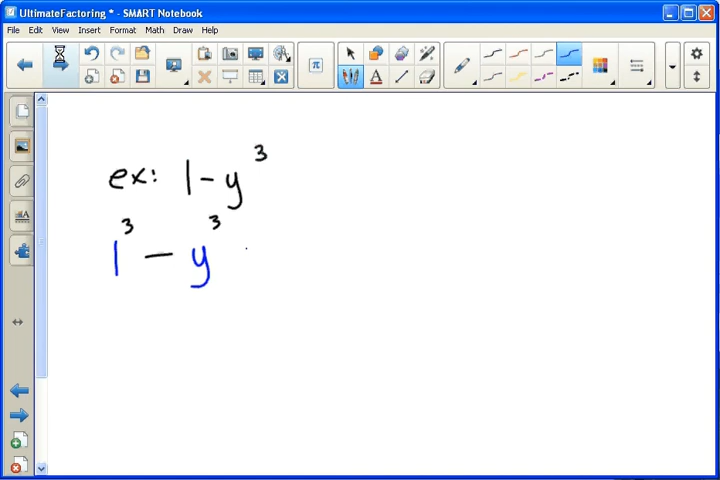 UltimateFactoring * - SMART Notebook
File Edit View Insert Format Math Draw Help
ex: 1 - y³
1³ - y³